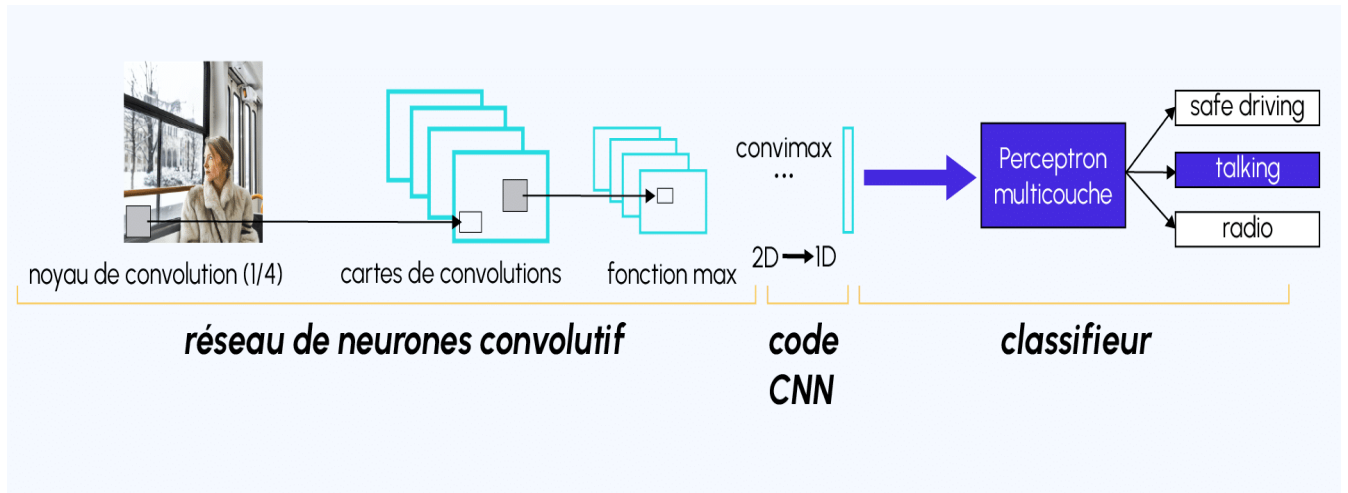 convimax
...
Perceptron
multicouche
safe driving
talking
radio
2D → 1D
noyau de convolution (1/4)
cartes de convolutions
fonction max
réseau de neurones convolutif
code
CNN
classifieur